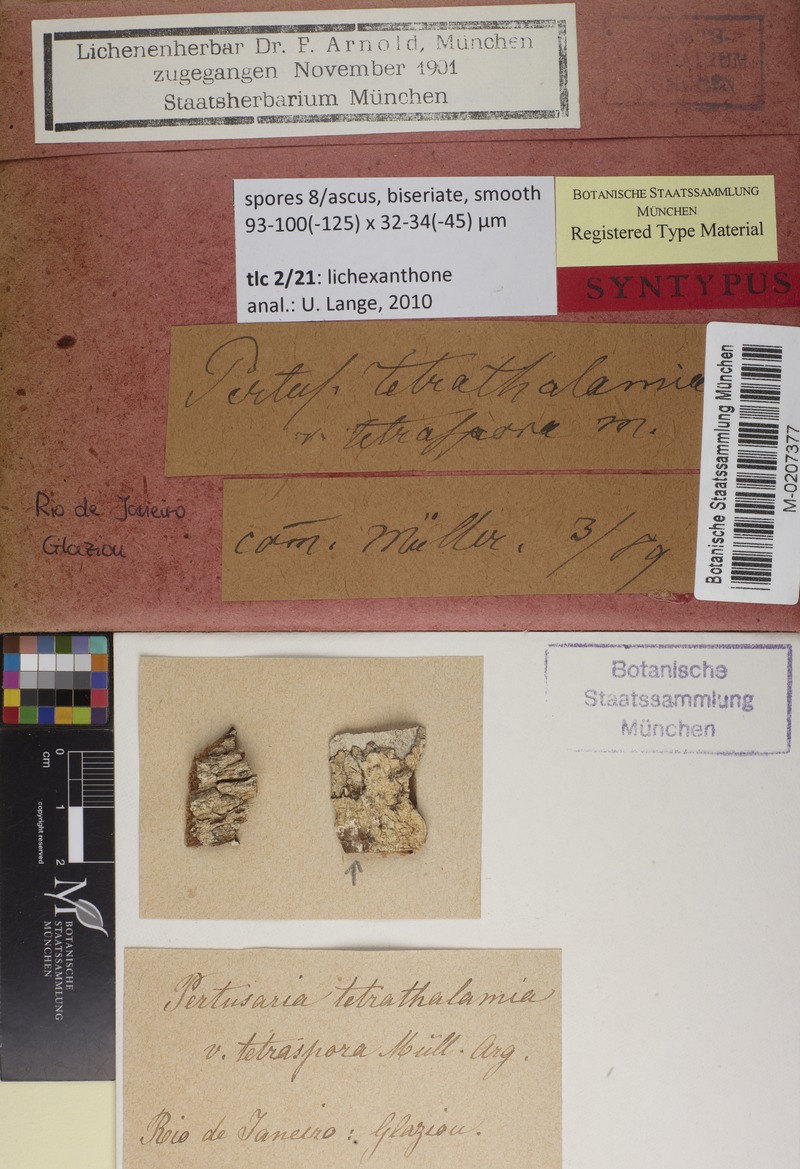 Lichenenherbar Dr. F. Arnold, München
zugegangen November 1901
Staatsherbarium München
spores 8/ascus, biseriate, smooth
93-100(-125) x 32-34(-45) µm
tlc 2/21: lichexanthone
anal.: U. Lange, 2010
BOTANISCHE STAATSSAMMLUNG
MÜNCHEN
Registered Type Material
SYNTYPUS
Pertus. tetrathalamia
v. tetraspora m.
Botanische Staatssammlung München
M-0207377
Rio de Janeiro
Glaziou
com̄. Müller. 3/89
Botanische
Staatssammlung
München
0
cm
1
2
copyright reserved
M
BOTANISCHE
STAATSSAMMLUNG
MÜNCHEN
Pertusaria tetrathalamia
v. tetraspora Müll. Arg.
Rio de Janeiro: Glaziou.